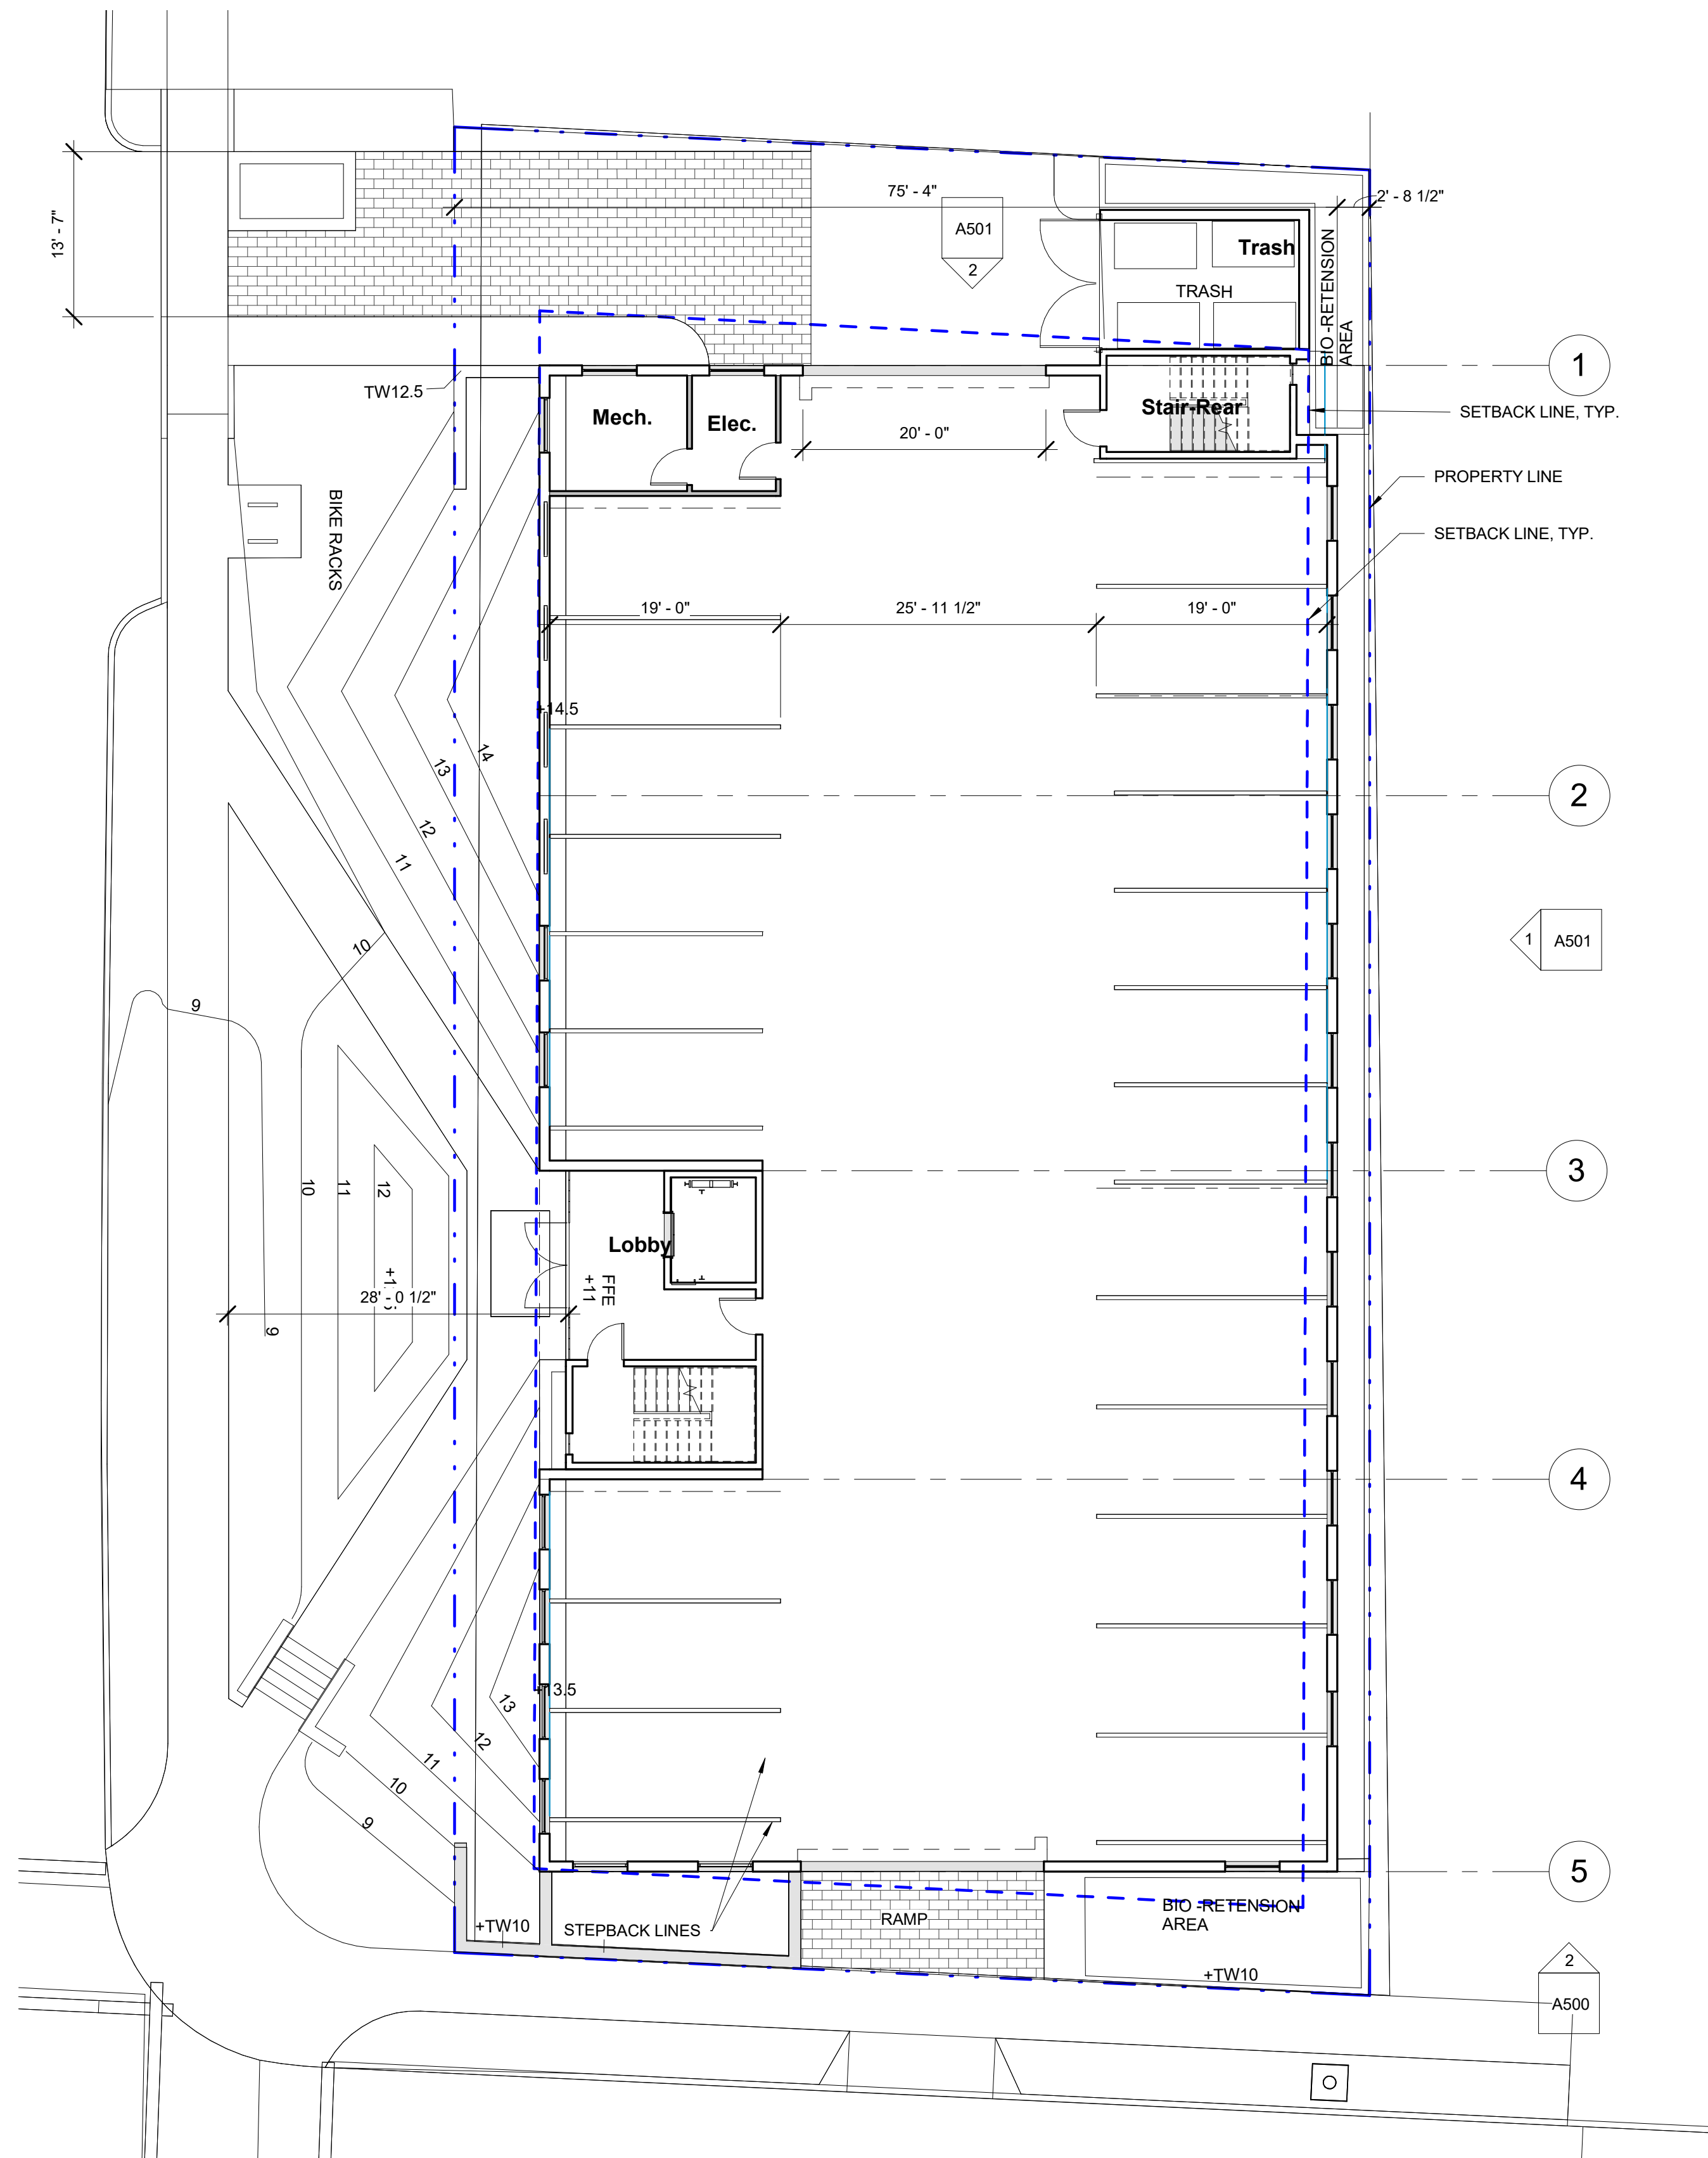 75' - 4"
2' - 8 1/2"
13' - 7"
A501
2
Trash
TRASH
BIO -RETENTION
AREA
1
TW12.5
Mech.
Elec.
Stair-Rear
SETBACK LINE, TYP.
20' - 0"
PROPERTY LINE
BIKE RACKS
SETBACK LINE, TYP.
19' - 0"
25' - 11 1/2"
19' - 0"
+14.5
14
13
2
12
11
10
1
A501
9
3
10
11
12
Lobby
FFE
+11
28' - 0 1/2"
9
4
+13.5
13
12
11
10
9
5
+TW10
STEPBACK LINES
RAMP
BIO -RETENTION
AREA
+TW10
2
A500